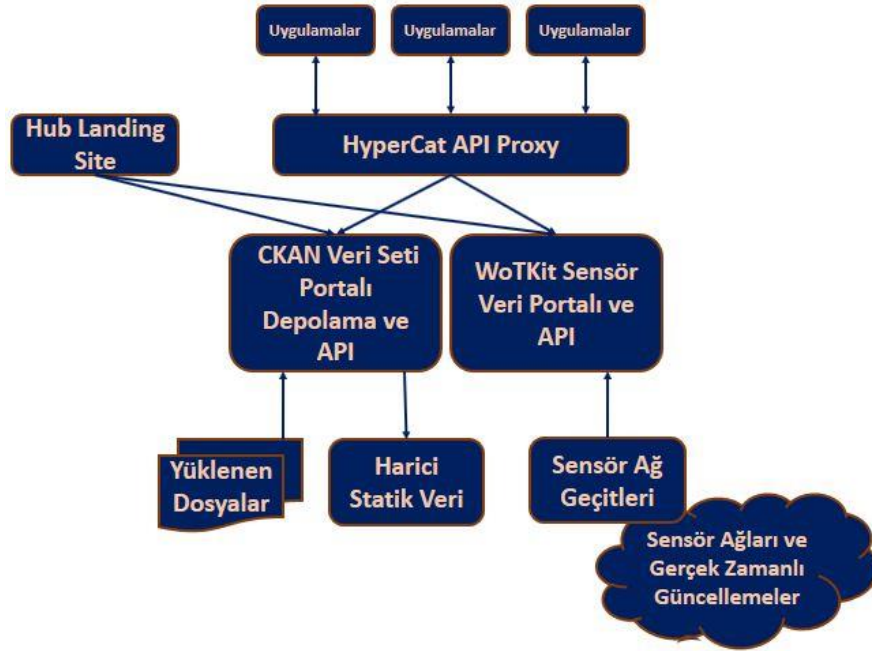 Uygulamalar
Uygulamalar
Uygulamalar
Hub Landing
Site
HyperCat API Proxy
CKAN Veri Seti
Portalı
Depolama ve
API
WoTKit Sensör
Veri Portalı ve
API
Yüklenen
Dosyalar
Harici
Statik Veri
Sensör Ağ
Geçitleri
Sensör Ağları ve
Gerçek Zamanlı
Güncellemeler